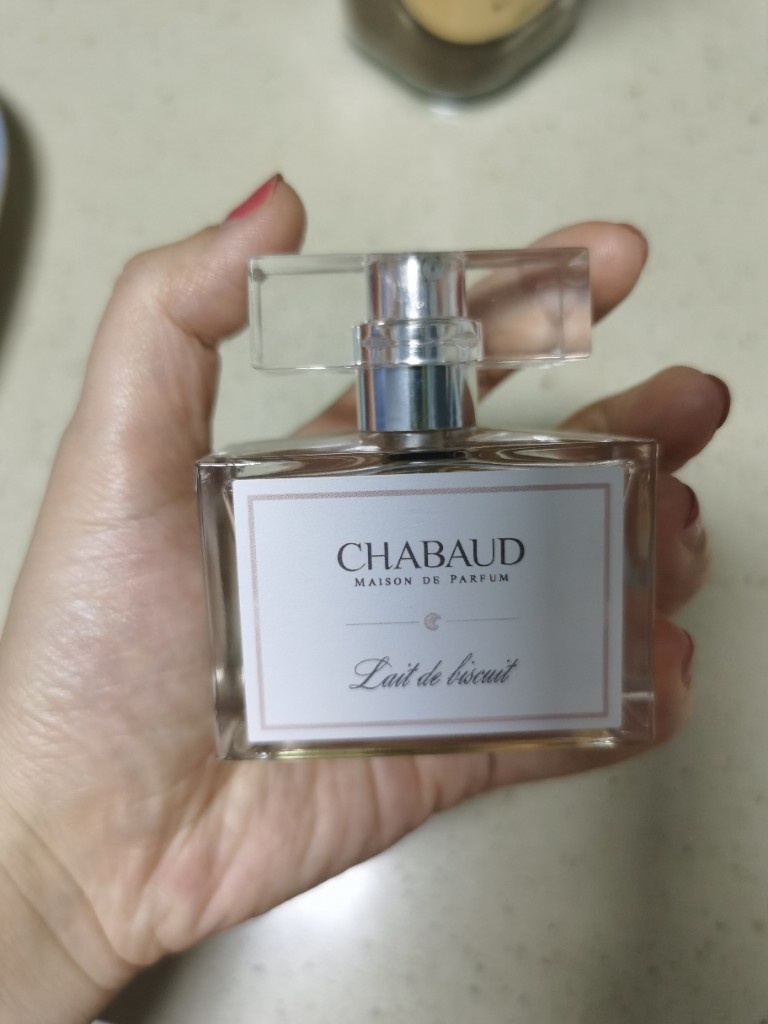 CHABAUD
MAISON DE PARFUM
Lait de biscuit